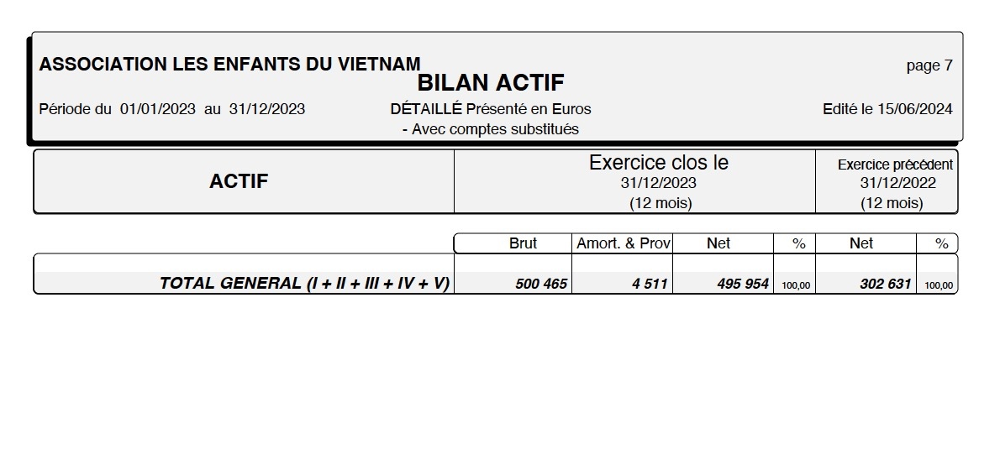 ASSOCIATION LES ENFANTS DU VIETNAM
page 7
BILAN ACTIF
Période du 01/01/2023 au 31/12/2023
DÉTAILLÉ Présenté en Euros
Edité le 15/06/2024
- Avec comptes substitués
ACTIF
Exercice clos le
31/12/2023
(12 mois)
Exercice précédent
31/12/2022
(12 mois)
Brut Amort. & Prov Net % Net %
TOTAL GENERAL (I + II + III + IV + V) 500 465 4 511 495 954 100,00 302 631 100,00